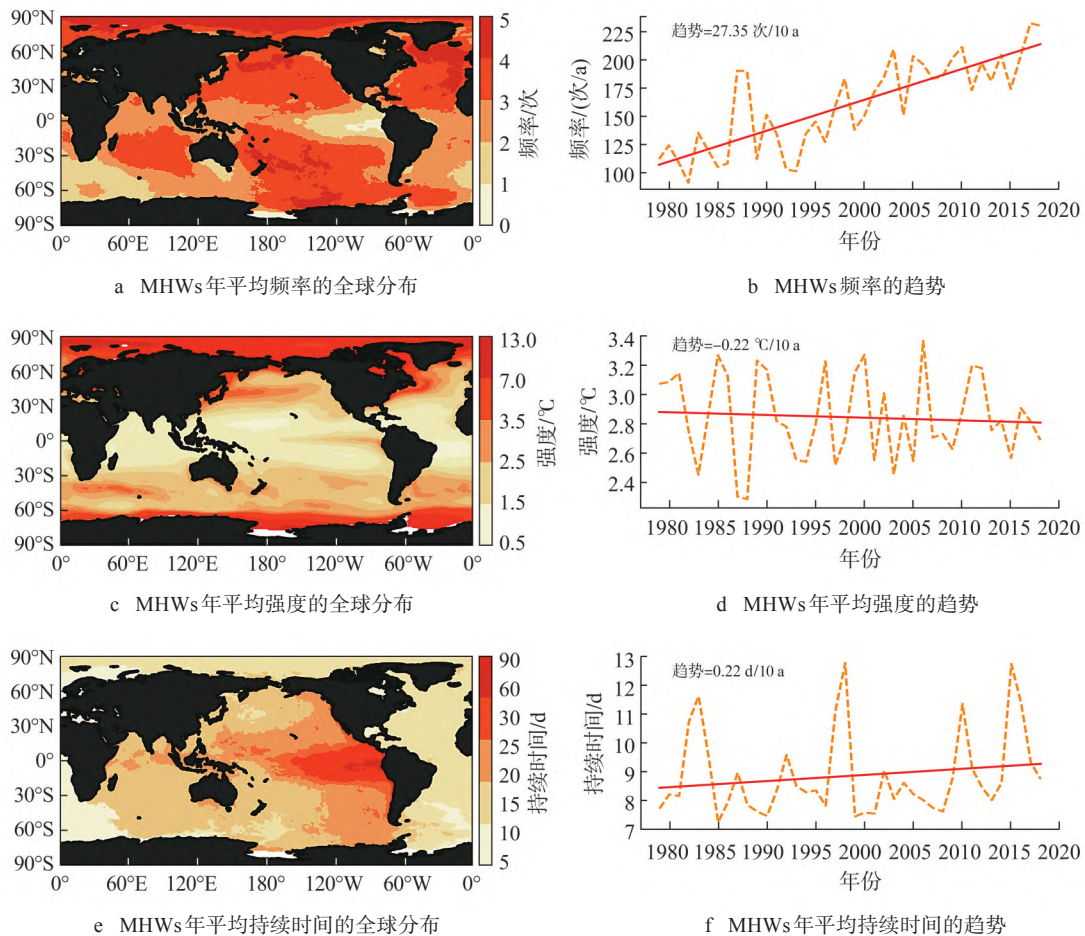 90°N
60°N
30°N
0°
30°S
60°S
90°S
0° 60°E 120°E 180° 120°W 60°W 0°
5
4
3
2
1
0
频率/次
a MHWs年平均频率的全球分布
趋势=27.35 次/10 a
225
200
175
150
125
100
频率/(次/a)
1980 1985 1990 1995 2000 2005 2010 2015 2020
年份
b MHWs频率的趋势
90°N
60°N
30°N
0°
30°S
60°S
90°S
0° 60°E 120°E 180° 120°W 60°W 0°
13.0
7.0
3.5
2.5
1.5
0.5
强度/℃
c MHWs年平均强度的全球分布
趋势=−0.22 ℃/10 a
3.4
3.2
3.0
2.8
2.6
2.4
强度/℃
1980 1985 1990 1995 2000 2005 2010 2015 2020
年份
d MHWs年平均强度的趋势
90°N
60°N
30°N
0°
30°S
60°S
90°S
0° 60°E 120°E 180° 120°W 60°W 0°
90
60
30
25
20
15
10
5
持续时间/d
e MHWs年平均持续时间的全球分布
趋势=0.22 d/10 a
13
12
11
10
9
8
7
持续时间/d
1980 1985 1990 1995 2000 2005 2010 2015 2020
年份
f MHWs年平均持续时间的趋势